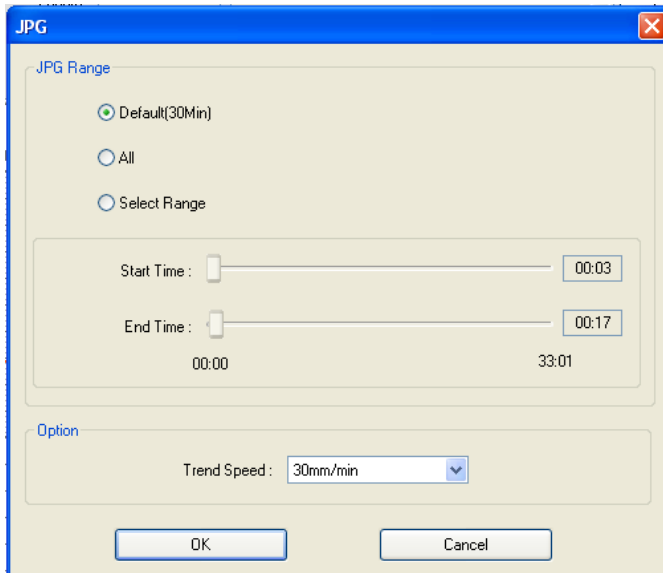 JPG
JPG Range
Default(30Min)
All
Select Range
Start Time : 00:03
End Time : 00:17
00:00 33:01
Option
Trend Speed : 30mm/min
OK Cancel